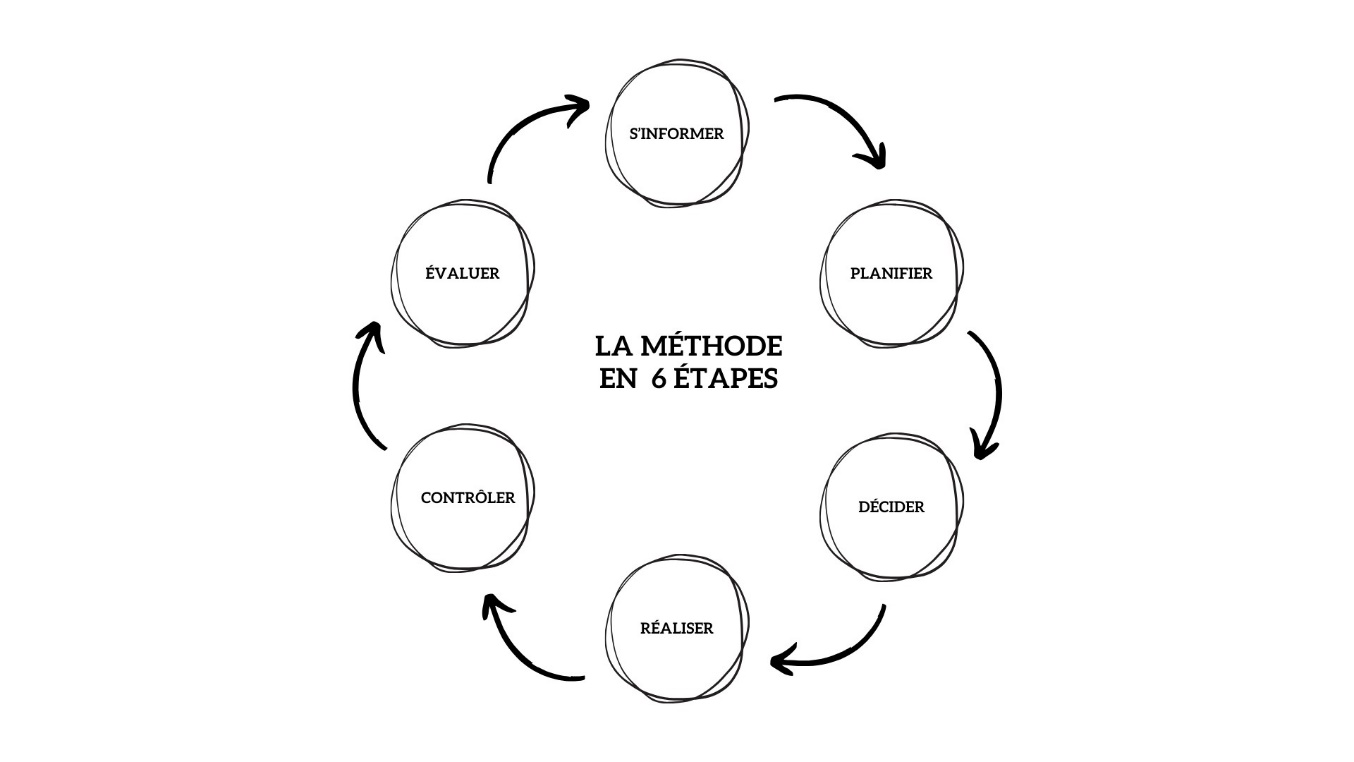 S'INFORMER
ÉVALUER
PLANIFIER
LA MÉTHODE
EN 6 ÉTAPES
CONTRÔLER
DÉCIDER
RÉALISER